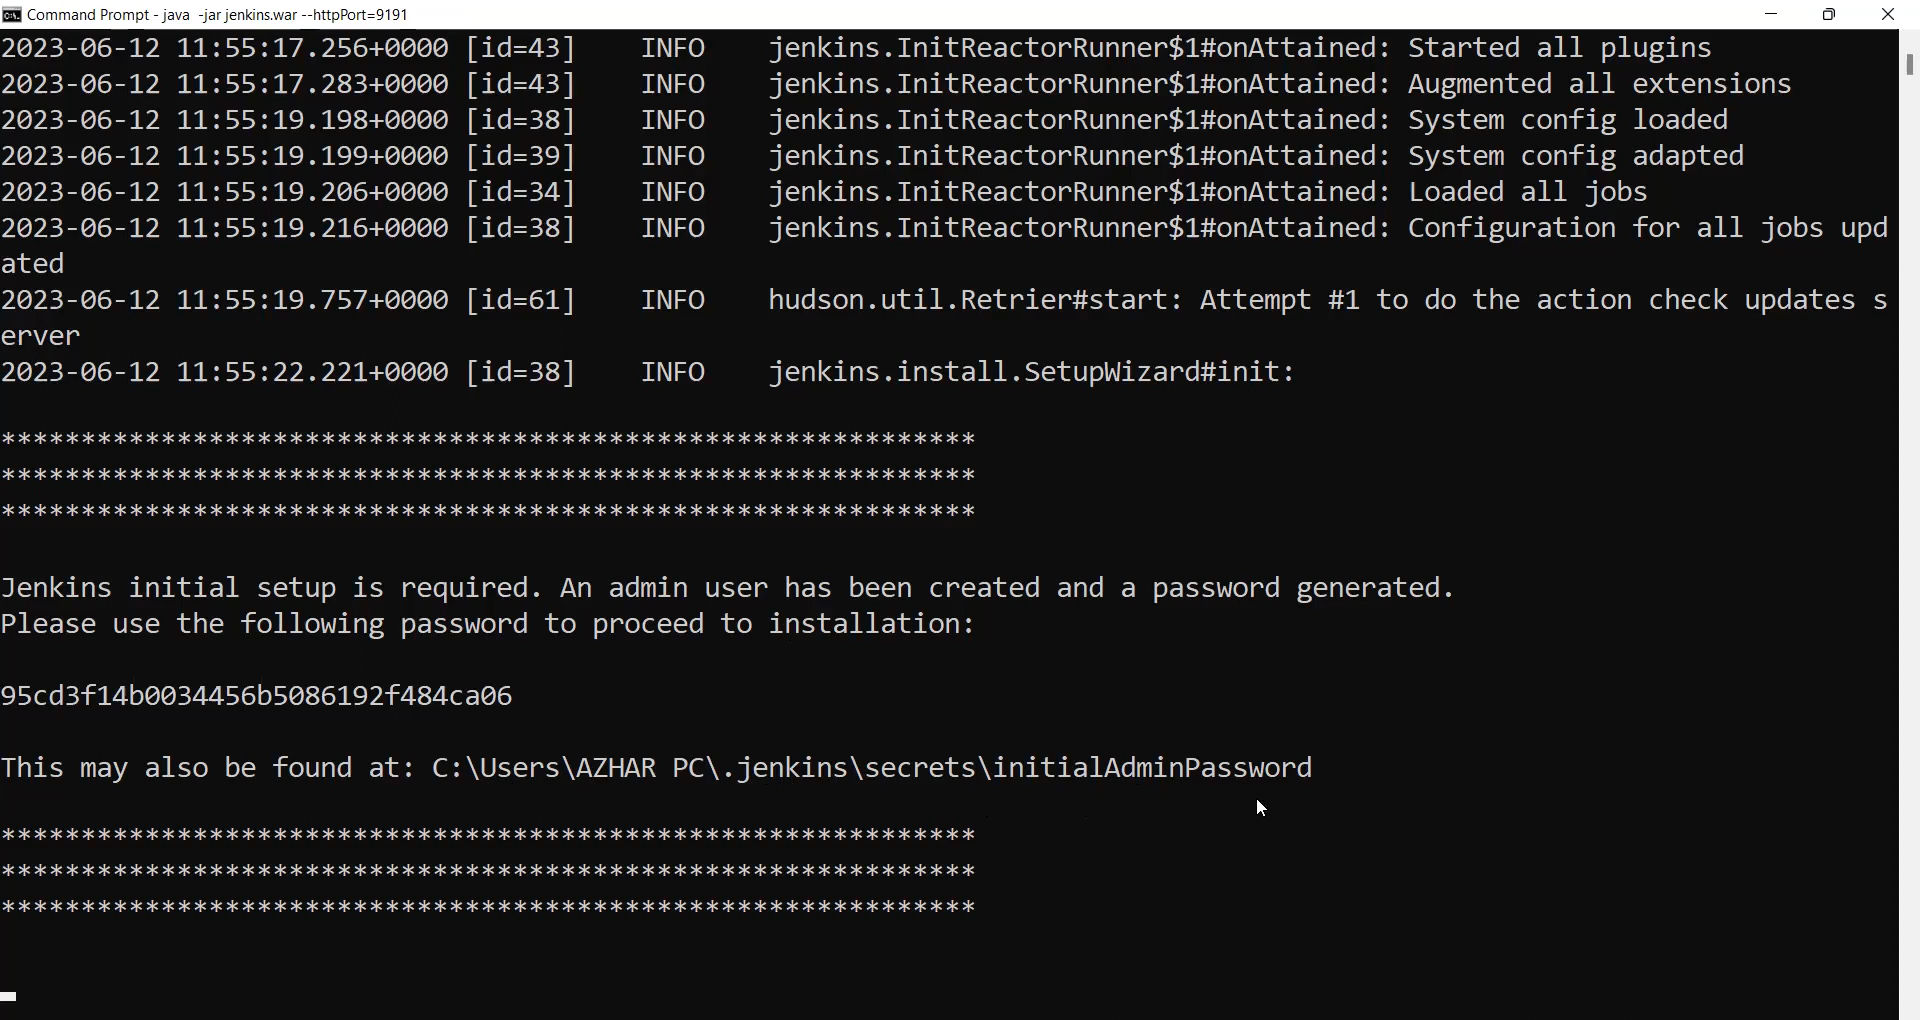 Command Prompt - java  -jar jenkins.war --httpPort=9191
2023-06-12 11:55:17.256+0000 [id=43]    INFO    jenkins.InitReactorRunner$1#onAttained: Started all plugins
2023-06-12 11:55:17.283+0000 [id=43]    INFO    jenkins.InitReactorRunner$1#onAttained: Augmented all extensions
2023-06-12 11:55:19.198+0000 [id=38]    INFO    jenkins.InitReactorRunner$1#onAttained: System config loaded
2023-06-12 11:55:19.199+0000 [id=39]    INFO    jenkins.InitReactorRunner$1#onAttained: System config adapted
2023-06-12 11:55:19.206+0000 [id=34]    INFO    jenkins.InitReactorRunner$1#onAttained: Loaded all jobs
2023-06-12 11:55:19.216+0000 [id=38]    INFO    jenkins.InitReactorRunner$1#onAttained: Configuration for all jobs upd
ated
2023-06-12 11:55:19.757+0000 [id=61]    INFO    hudson.util.Retrier#start: Attempt #1 to do the action check updates s
erver
2023-06-12 11:55:22.221+0000 [id=38]    INFO    jenkins.install.SetupWizard#init:
*************************************************************
*************************************************************
*************************************************************
Jenkins initial setup is required. An admin user has been created and a password generated.
Please use the following password to proceed to installation:
95cd3f14b0034456b5086192f484ca06
This may also be found at: C:\Users\AZHAR PC\.jenkins\secrets\initialAdminPassword
*************************************************************
*************************************************************
*************************************************************